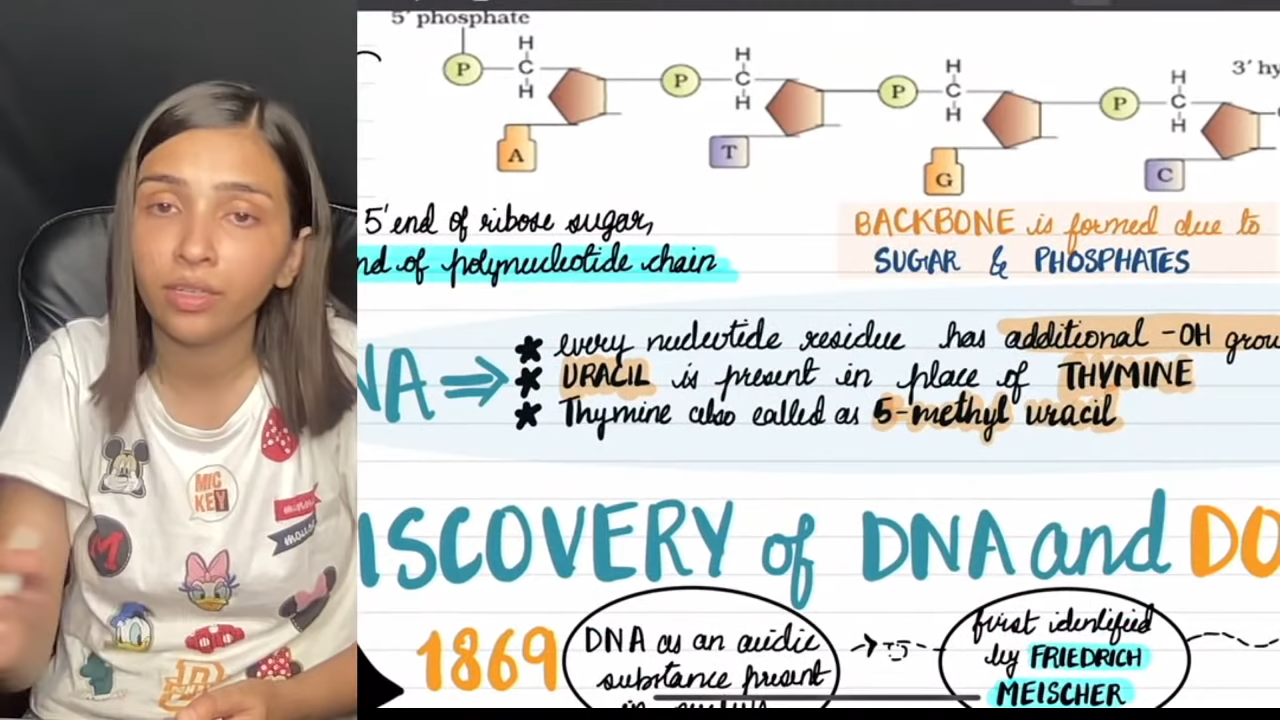 5' phosphate
H H H H
P C P C P C P C
H H H H
3' hy
A T G C
5' end of ribose sugar,
nd of polynucleotide chain
BACKBONE is formed due to
SUGAR & PHOSPHATES
NA ⇒
★ every nucleotide residue has additional -OH grou
★ URACIL is present in place of THYMINE
★ Thymine also called as 5-methyl uracil
ISCOVERY of DNA and DO
1869
DNA as an acidic
substance present
first identified
by FRIEDRICH
MEISCHER
MIC
KEY
M